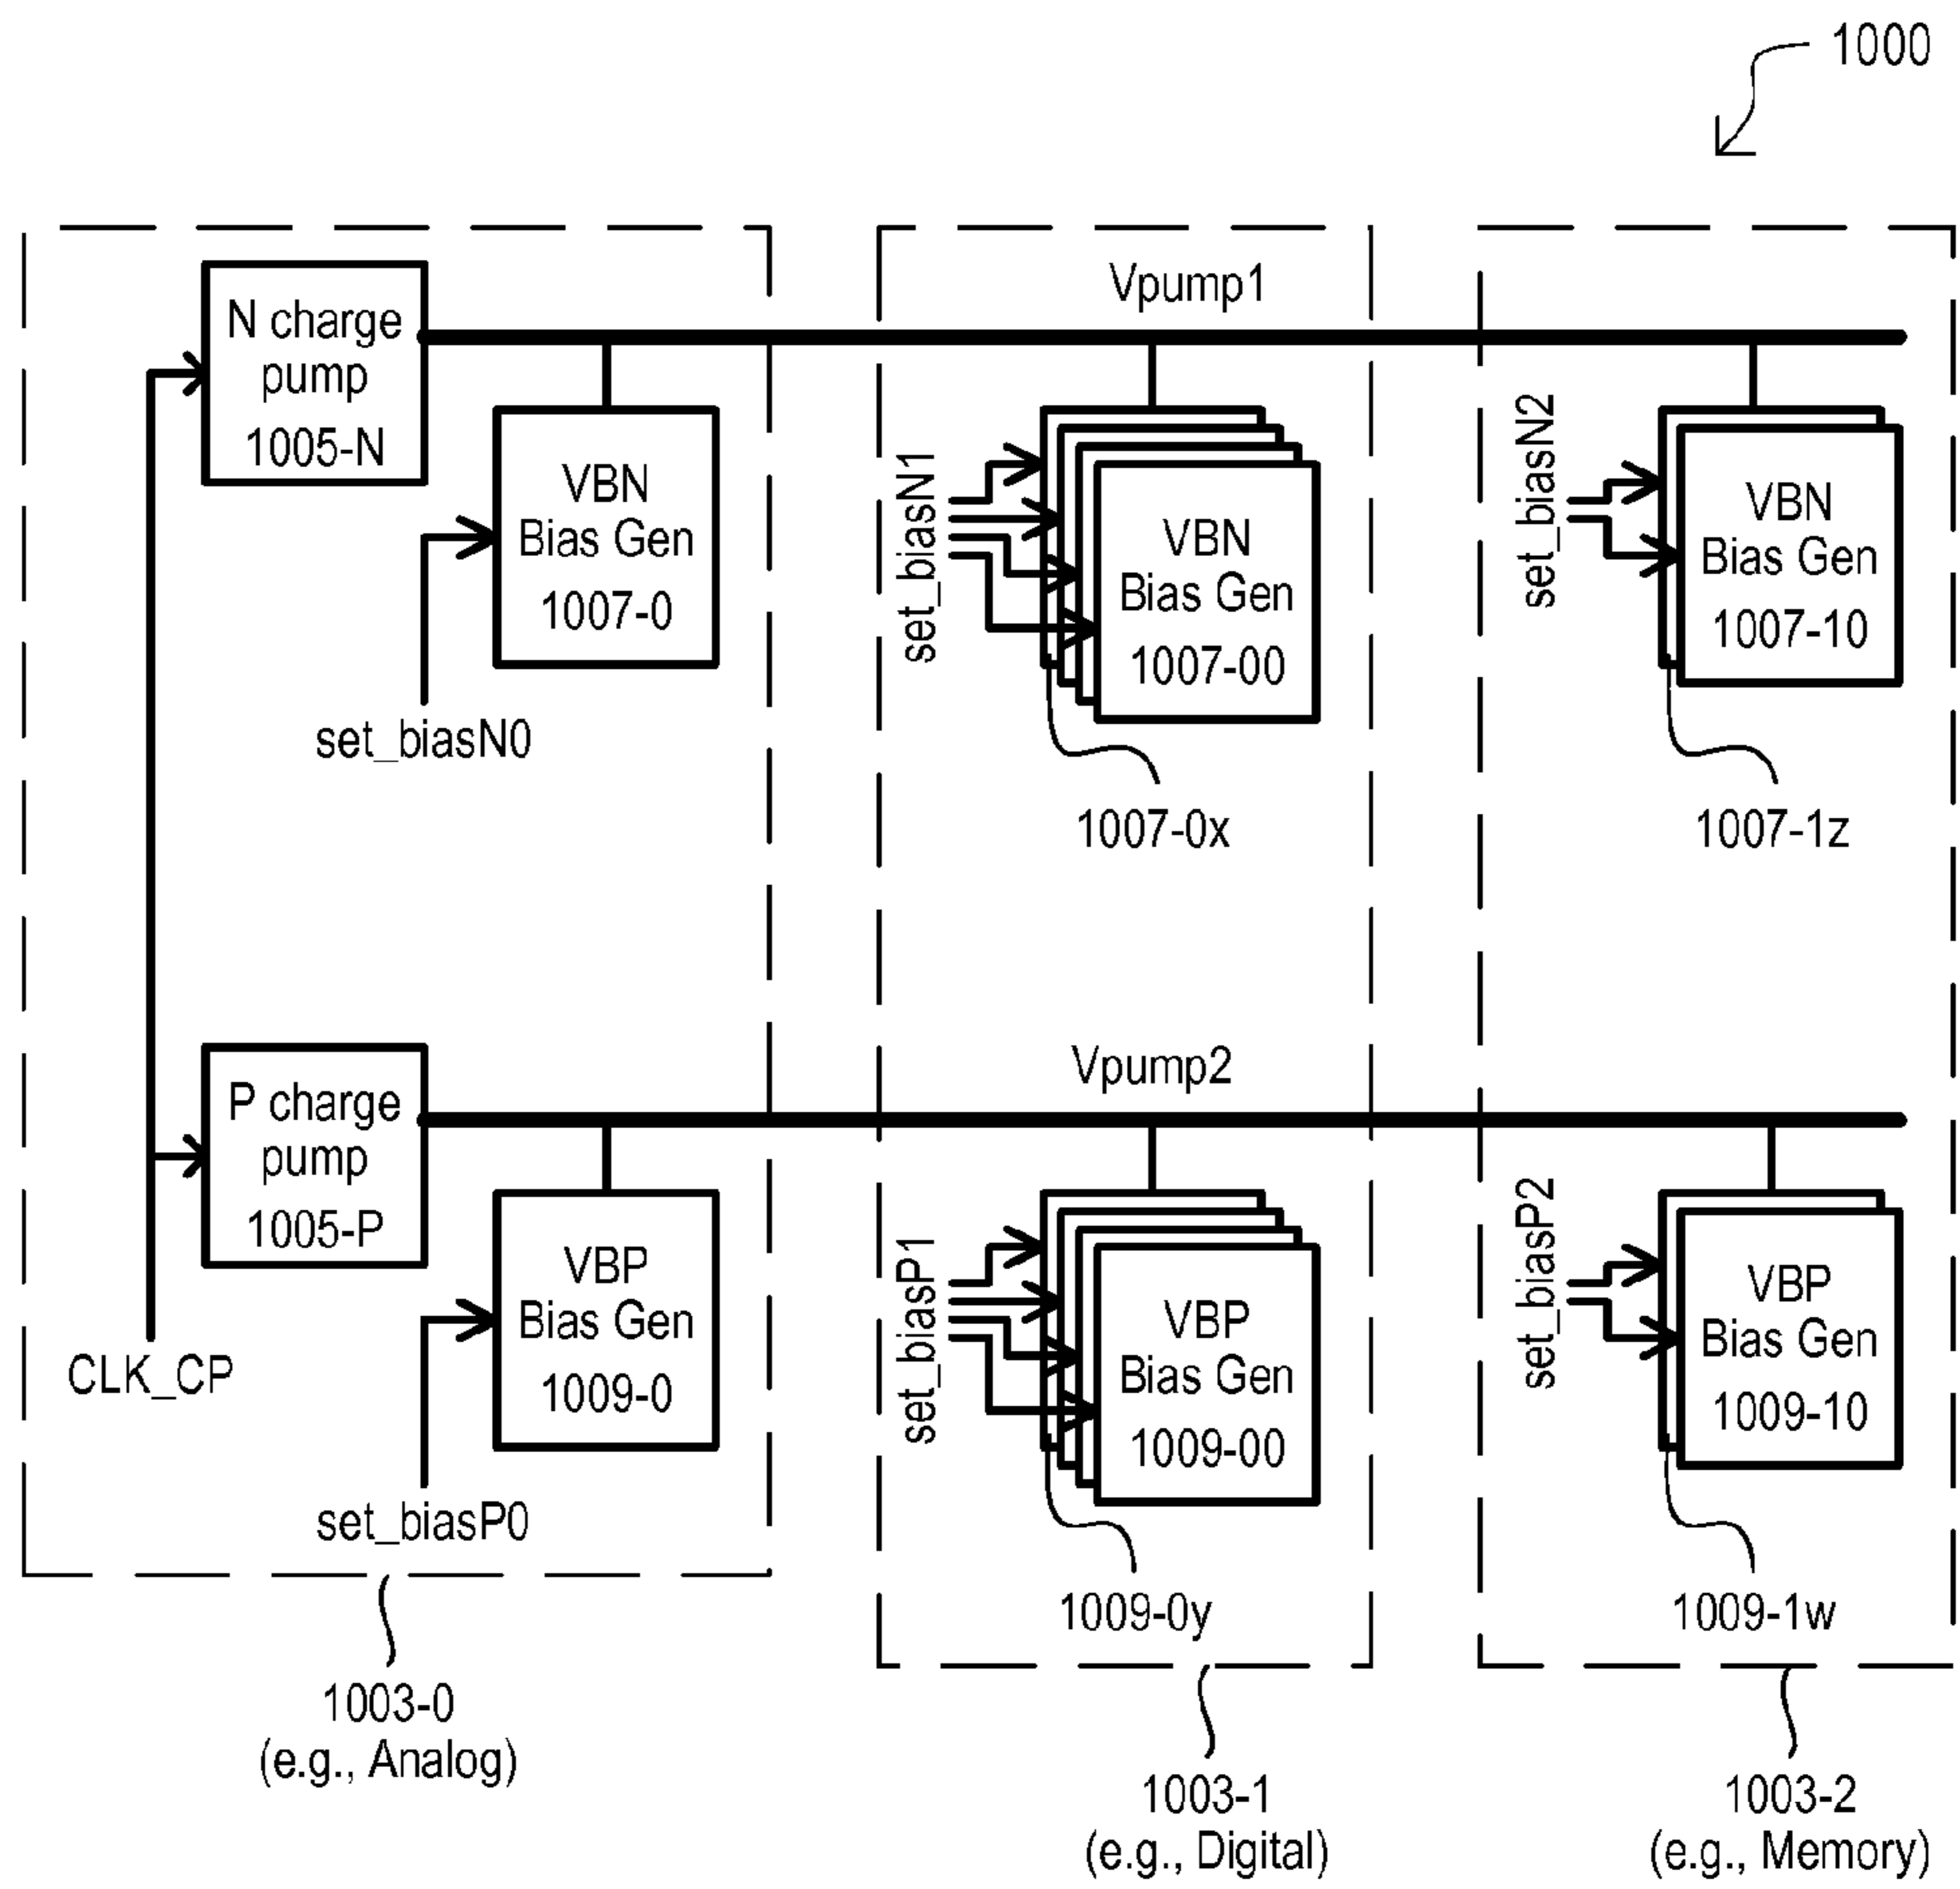 1000
N charge
pump
1005-N
VBN
Bias Gen
1007-0
set_biasN0
Vpump1
set_biasN1
VBN
Bias Gen
1007-00
1007-0x
set_biasN2
VBN
Bias Gen
1007-10
1007-1z
P charge
pump
1005-P
CLK_CP
VBP
Bias Gen
1009-0
set_biasP0
Vpump2
set_biasP1
VBP
Bias Gen
1009-00
1009-0y
set_biasP2
VBP
Bias Gen
1009-10
1009-1w
1003-0
(e.g., Analog)
1003-1
(e.g., Digital)
1003-2
(e.g., Memory)